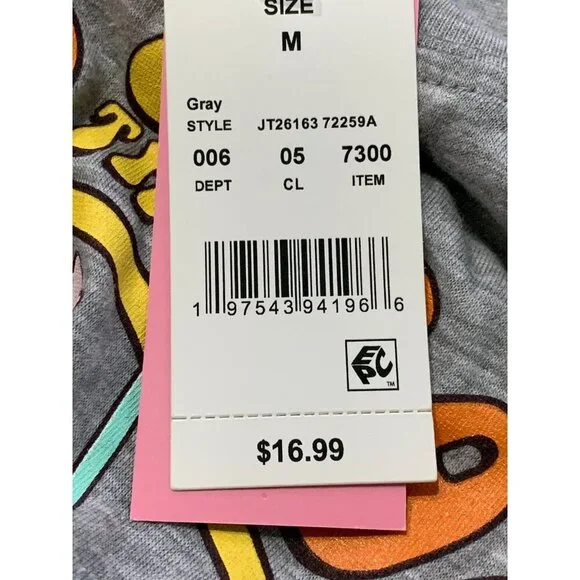 SIZE
M
Gray
STYLE JT26163 72259A
006 05 7300
DEPT CL ITEM
1 97543 94196 6
EPC
TM
$16.99